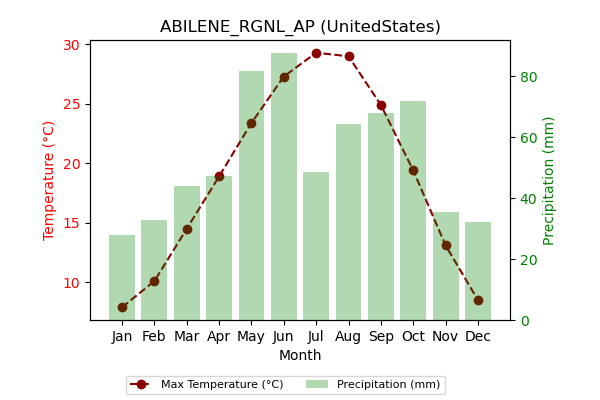 ABILENE_RGNL_AP (UnitedStates)
30
25
20
15
10
Temperature (°C)
80
60
40
20
0
Precipitation (mm)
Jan Feb Mar Apr May Jun Jul Aug Sep Oct Nov Dec
Month
Max Temperature (°C) Precipitation (mm)